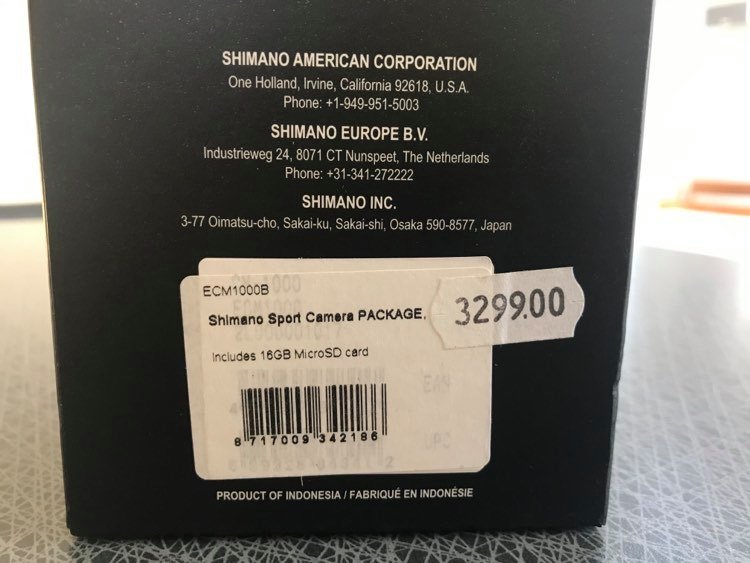 SHIMANO AMERICAN CORPORATION
One Holland, Irvine, California 92618, U.S.A.
Phone: +1-949-951-5003
SHIMANO EUROPE B.V.
Industrieweg 24, 8071 CT Nunspeet, The Netherlands
Phone: +31-341-272222
SHIMANO INC.
3-77 Oimatsu-cho, Sakai-ku, Sakai-shi, Osaka 590-8577, Japan
ECM1000B
Shimano Sport Camera PACKAGE,
3299.00
Includes 16GB MicroSD card
8 717009 342186
PRODUCT OF INDONESIA / FABRIQUÉ EN INDONÉSIE